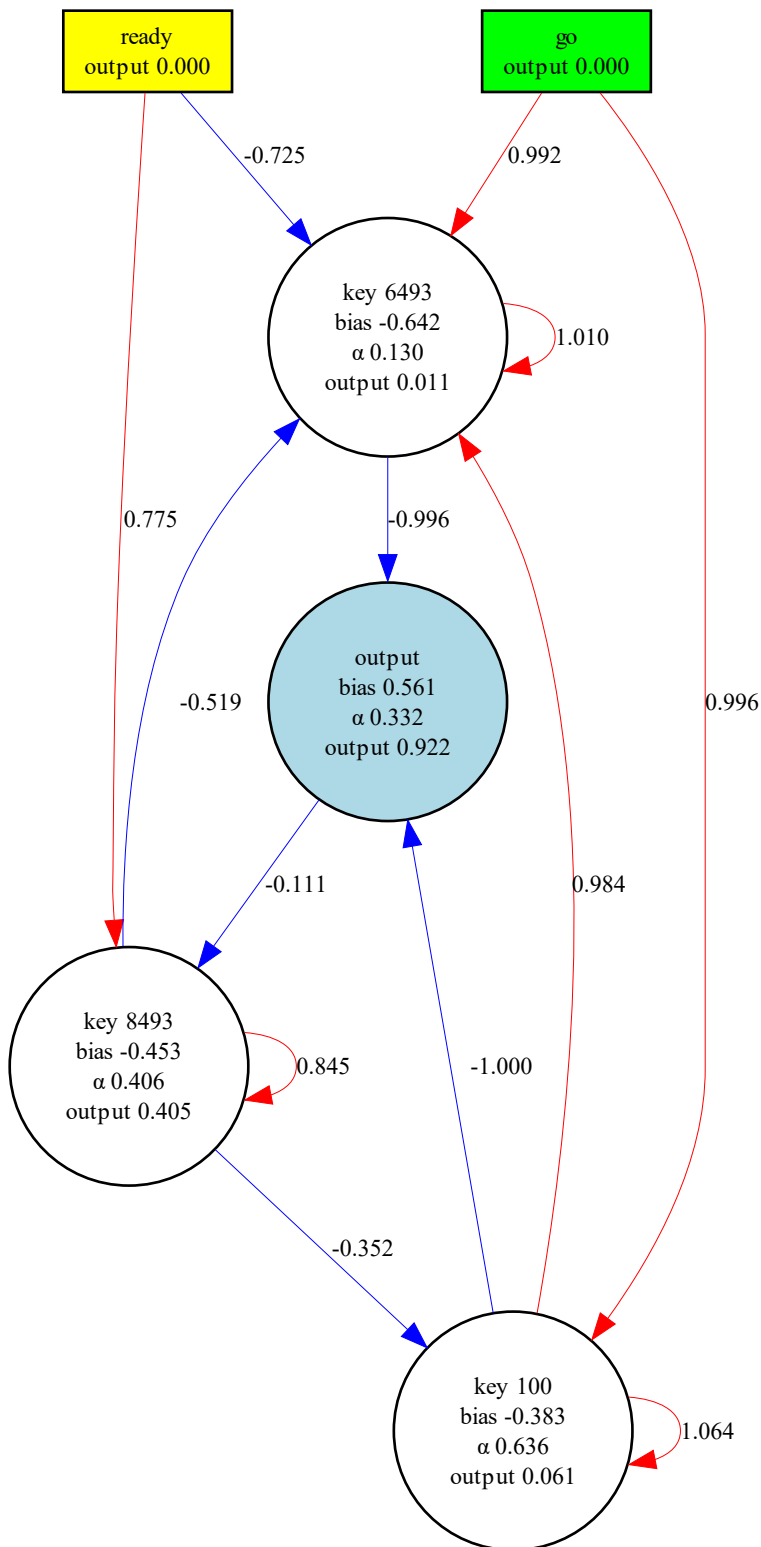 ready
output 0.000
go
output 0.000
-0.725
0.992
key 6493
bias -0.642
α 0.130
output 0.011
1.010
0.775
-0.996
output
bias 0.561
α 0.332
output 0.922
-0.519
0.996
-0.111
0.984
key 8493
bias -0.453
α 0.406
output 0.405
0.845
-1.000
-0.352
key 100
bias -0.383
α 0.636
output 0.061
1.064